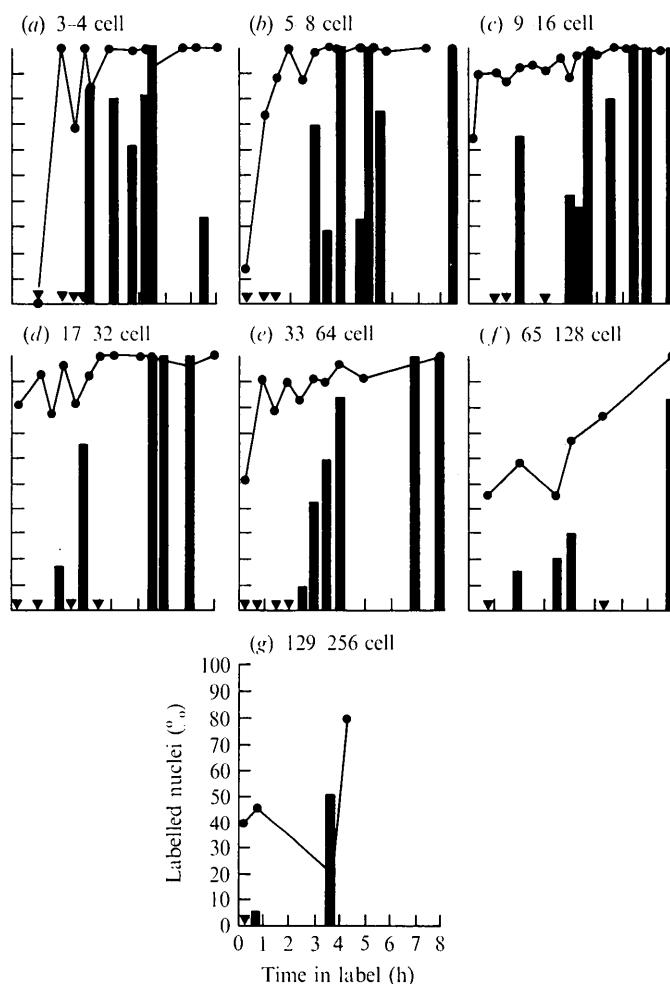 (a) 3-4 cell
(b) 5 8 cell
(c) 9 16 cell
(d) 17 32 cell
(e) 33 64 cell
(f) 65 128 cell
(g) 129 256 cell
100
90
80
70
60
50
40
30
20
10
0
Labelled nuclei (%)
0 1 2 3 4 5 6 7 8
Time in label (h)